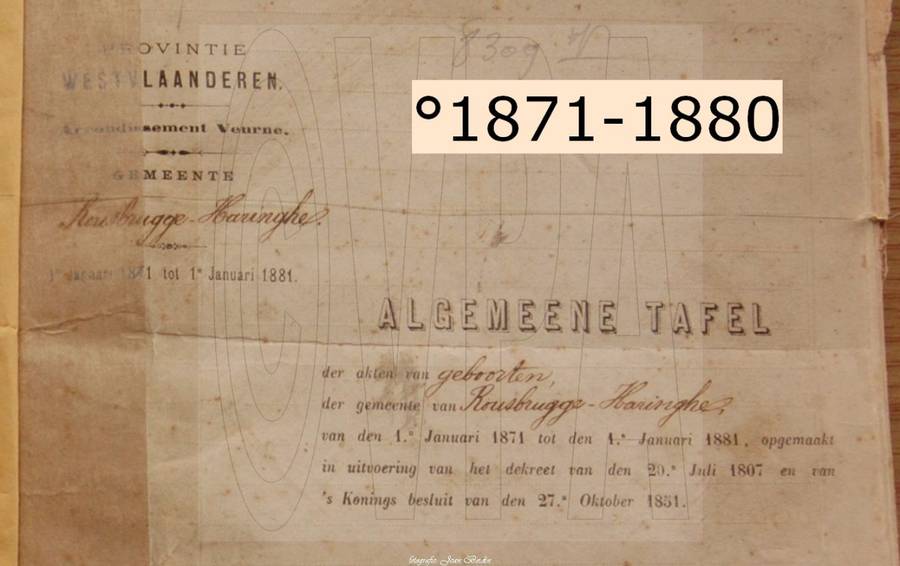 PROVINTIE
WESTVLAANDEREN.
Arrondissement Veurne.
GEMEENTE
Rousbrugge-Haringhe.
1e Januari 1871 tot 1e Januari 1881.
°1871-1880
ALGEMEENE TAFEL
der akten van geboorten,
der gemeente van Rousbrugge-Haringhe,
van den 1.e Januari 1871 tot den 1.e Januari 1881, opgemaakt
in uitvoering van het dekreet van den 20.n Juli 1807 en van
's Konings besluit van den 27.n Oktober 1851.
fotografie